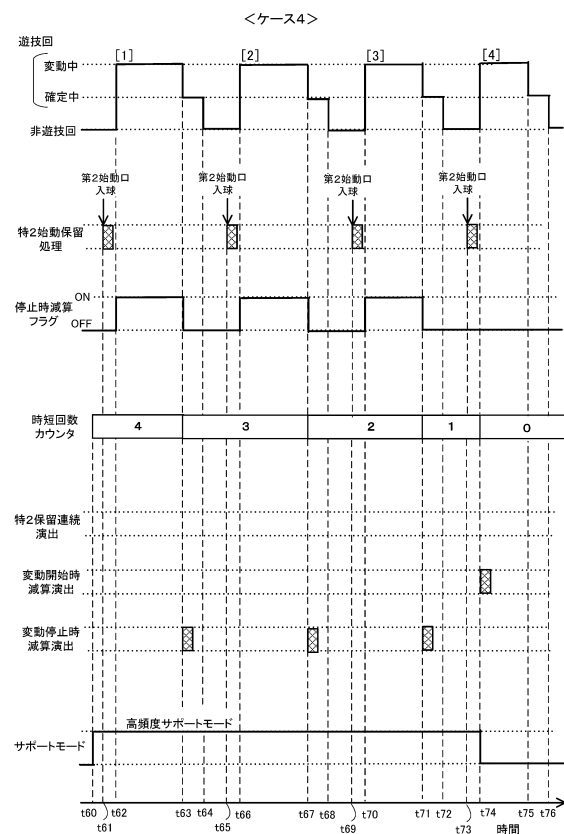 ＜ケース４＞
遊技回
変動中
確定中
非遊技回
[1]
[2]
[3]
[4]
第２始動口
入球
第２始動口
入球
第２始動口
入球
第２始動口
入球
特２始動保留
処理
停止時減算
フラグ
ON
OFF
時短回数
カウンタ
4
3
2
1
0
特２保留連続
演出
変動開始時
減算演出
変動停止時
減算演出
高頻度サポートモード
サポートモード
t60 t62 t63 t64 t66 t67 t68 t70 t71 t72 t74 t75 t76
t61 t65 t69 t73 時間